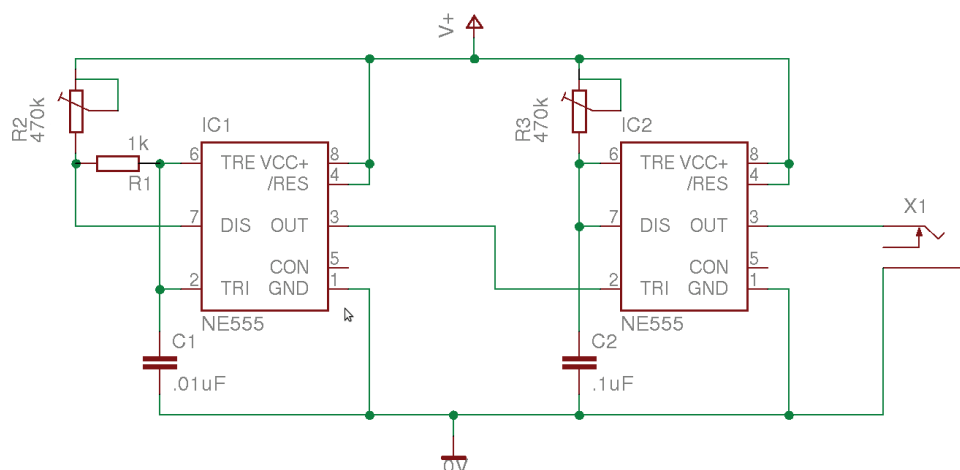 V+
R2
470k
1k
R1
IC1
6 TRE VCC+ 8
/RES 4
7 DIS OUT 3
CON 5
2 TRI GND 1
NE555
C1
.01uF
R3
470k
IC2
6 TRE VCC+ 8
/RES 4
7 DIS OUT 3
CON 5
2 TRI GND 1
NE555
C2
.1uF
X1
0V